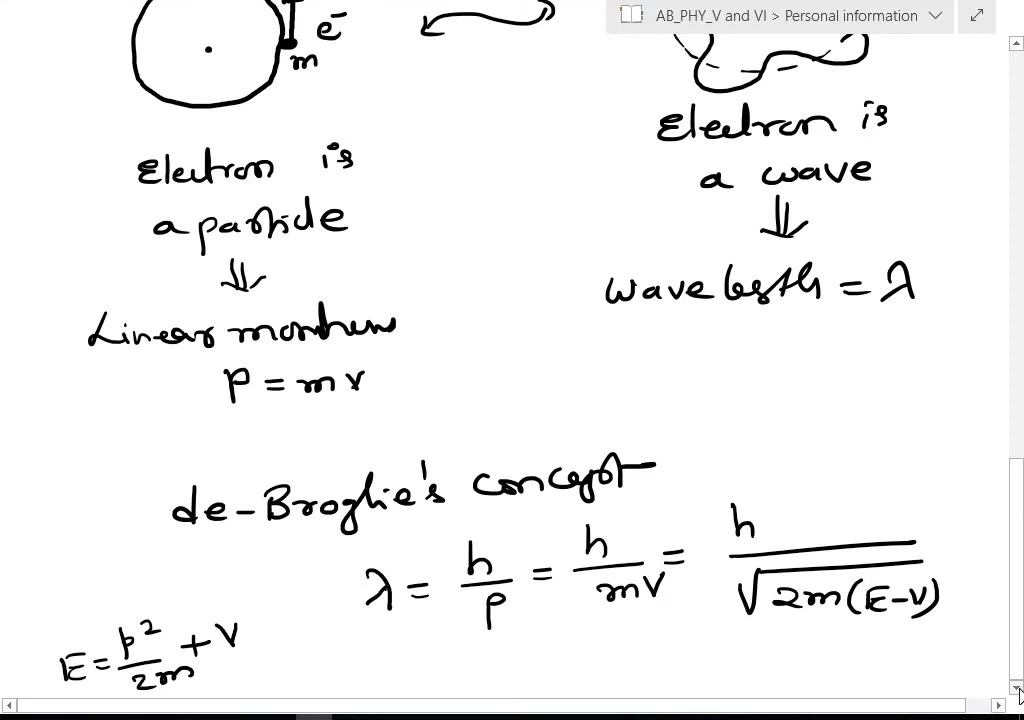 AB_PHY_V and VI > Personal information
e⁻
m
Electron is
a particle
⇓
Linear momentum
P = mv
Electron is
a wave
⇓
wavelength = λ
de-Broglie's concept
λ = h/p = h/mv = h/√2m(E-V)
E = p²/2m + V